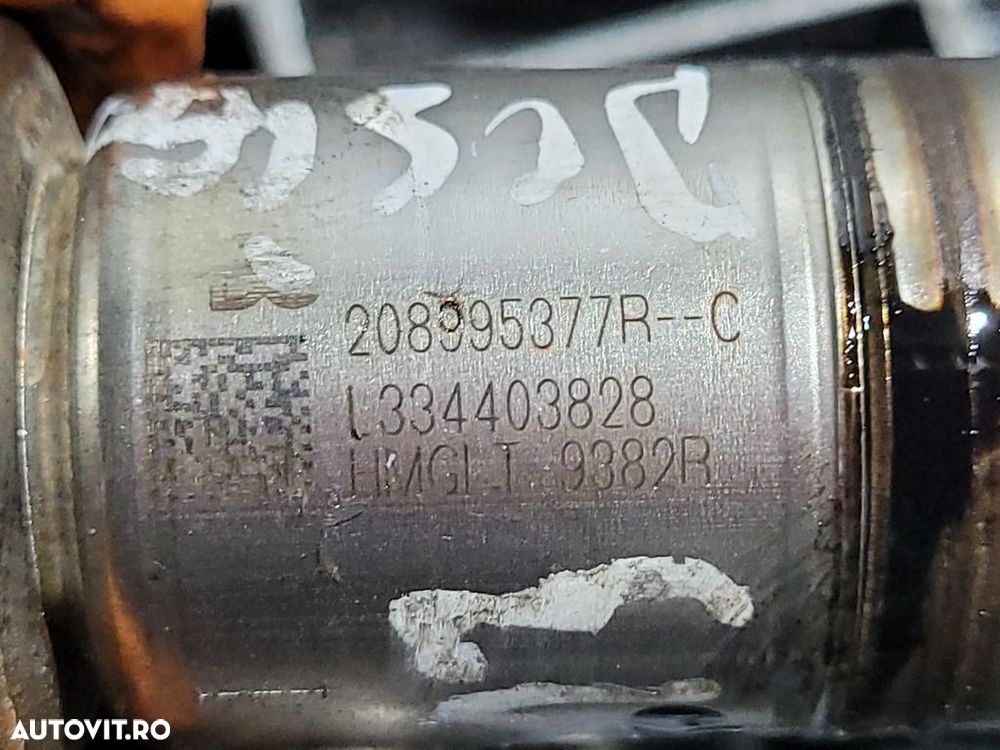 208995377R--C
L334403828
HMGLT 9382R
AUTOVIT.RO